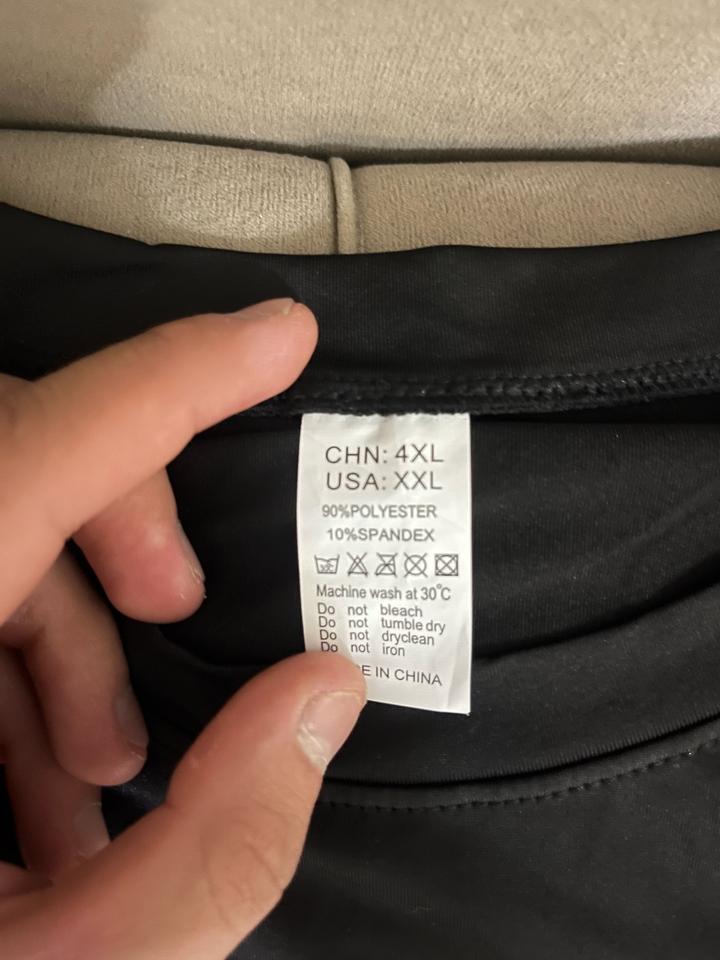 CHN: 4XL
USA: XXL
90%POLYESTER
10%SPANDEX
Machine wash at 30°C
Do not bleach
Do not tumble dry
Do not dryclean
Do not iron
IN CHINA